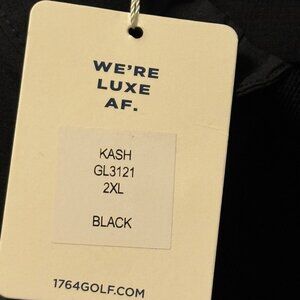 WE'RE
LUXE
AF.
KASH
GL3121
2XL
BLACK
1764GOLF.COM